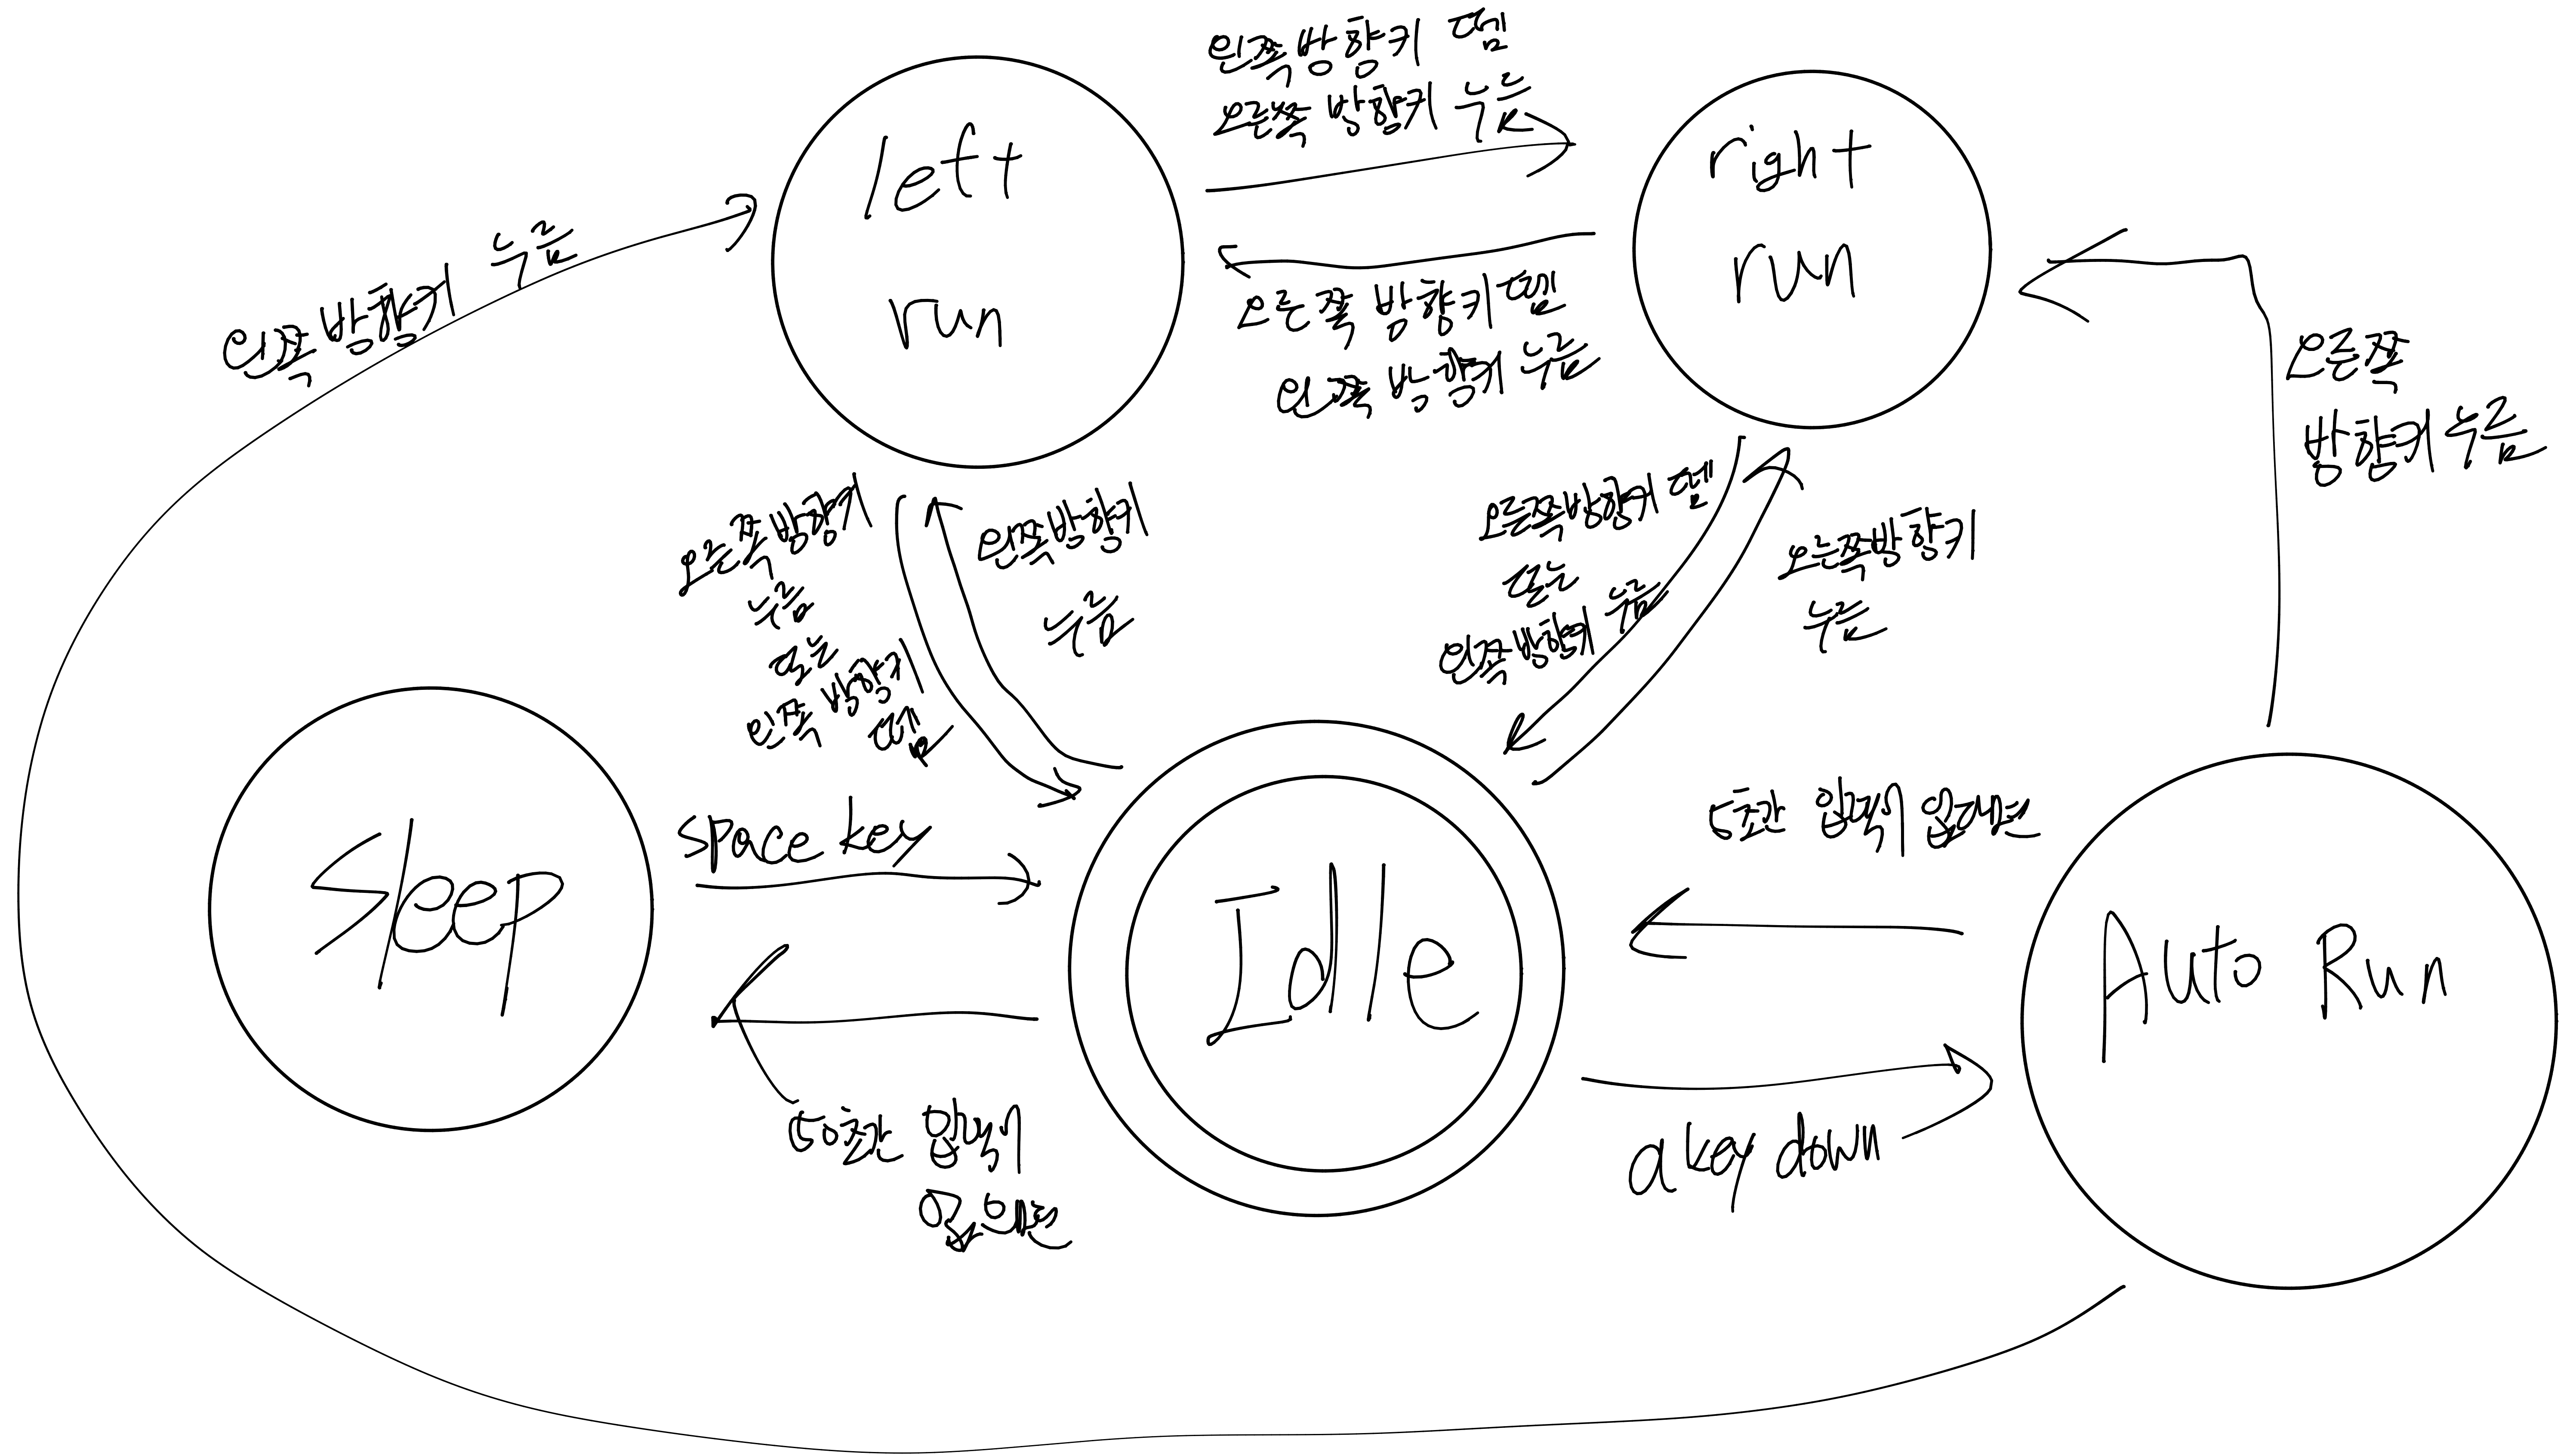 왼쪽 방향키 뗌
오른쪽 방향키 누름
left
run
right
run
왼쪽 방향키 누름
오른쪽 방향키 뗌
왼쪽 방향키 누름
오른쪽
방향키 누름
오른쪽 방향키
누름
또는
왼쪽 방향키
뗌
왼쪽 방향키
누름
오른쪽 방향키 뗌
또는
왼쪽 방향키 누름
오른쪽 방향키
누름
Sleep
space key
Idle
5초간 입력이 없다면
Auto Run
50초간 입력이
없으면
a key down